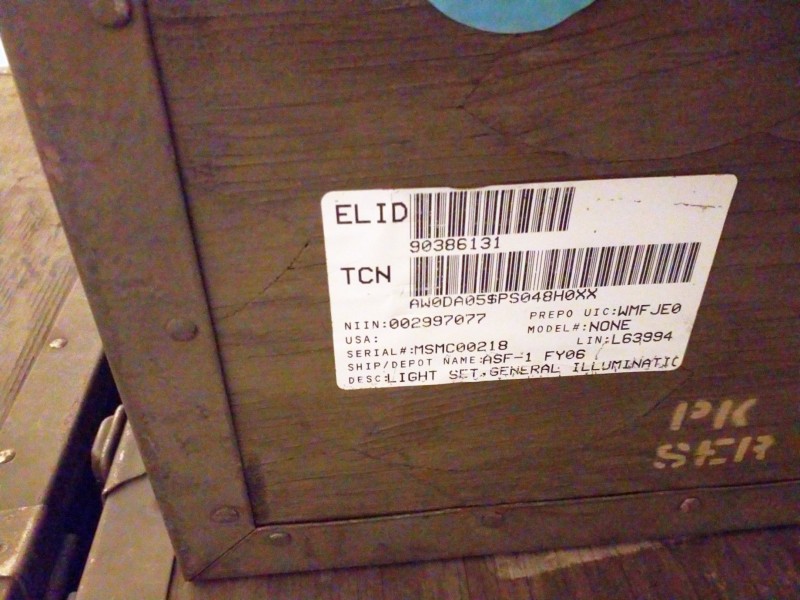 ELID
90386131
TCN
AW0DA05$PS048H0XX
NIIN:002997077 PREPO UIC:WMFJE0
USA: MODEL#:NONE
SERIAL#:MSMC00218 LIN:L63994
SHIP/DEPOT NAME:ASF-1 FY06
DESC:LIGHT SET,GENERAL ILLUMINATIC
PK
SER